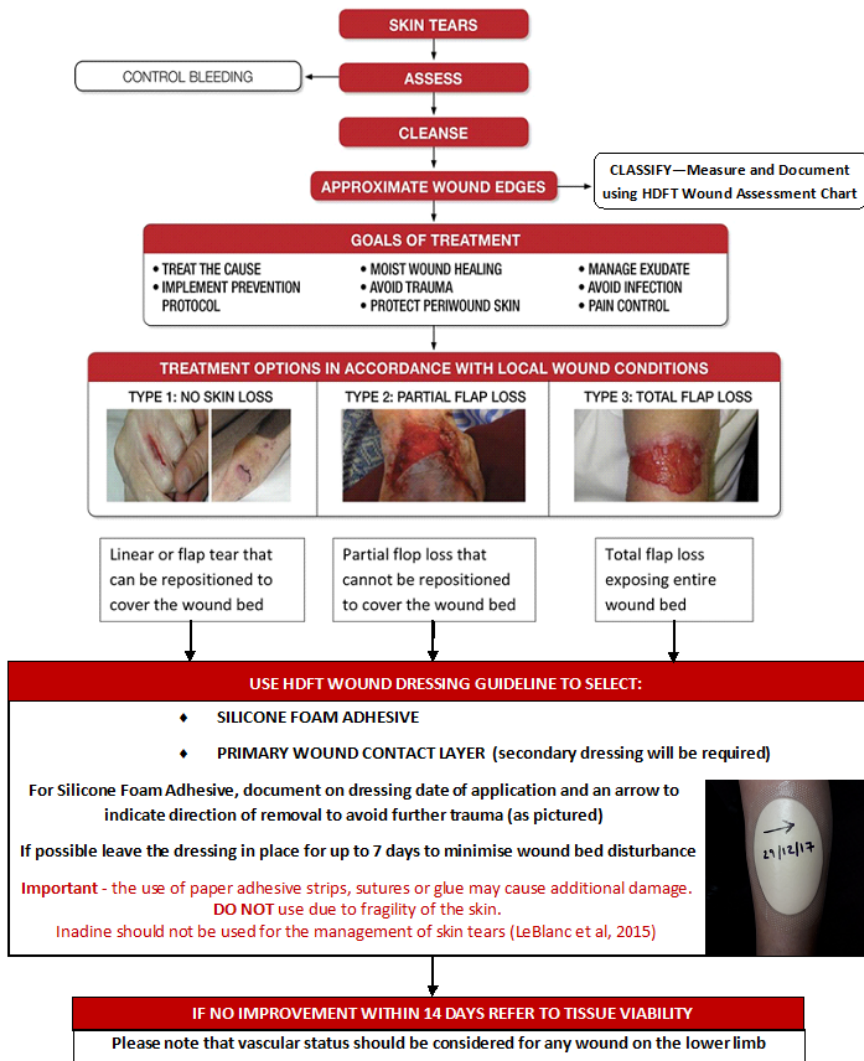 SKIN TEARS
CONTROL BLEEDING
ASSESS
CLEANSE
APPROXIMATE WOUND EDGES
CLASSIFY—Measure and Document
using HDFT Wound Assessment Chart
GOALS OF TREATMENT
• TREAT THE CAUSE
• IMPLEMENT PREVENTION
PROTOCOL
• MOIST WOUND HEALING
• AVOID TRAUMA
• PROTECT PERIWOUND SKIN
• MANAGE EXUDATE
• AVOID INFECTION
• PAIN CONTROL
TREATMENT OPTIONS IN ACCORDANCE WITH LOCAL WOUND CONDITIONS
TYPE 1: NO SKIN LOSS
TYPE 2: PARTIAL FLAP LOSS
TYPE 3: TOTAL FLAP LOSS
Linear or flap tear that
can be repositioned to
cover the wound bed
Partial flop loss that
cannot be repositioned
to cover the wound bed
Total flap loss
exposing entire
wound bed
USE HDFT WOUND DRESSING GUIDELINE TO SELECT:
♦ SILICONE FOAM ADHESIVE
♦ PRIMARY WOUND CONTACT LAYER (secondary dressing will be required)
For Silicone Foam Adhesive, document on dressing date of application and an arrow to
indicate direction of removal to avoid further trauma (as pictured)
If possible leave the dressing in place for up to 7 days to minimise wound bed disturbance
Important - the use of paper adhesive strips, sutures or glue may cause additional damage.
DO NOT use due to fragility of the skin.
Inadine should not be used for the management of skin tears (LeBlanc et al, 2015)
29/12/17
IF NO IMPROVEMENT WITHIN 14 DAYS REFER TO TISSUE VIABILITY
Please note that vascular status should be considered for any wound on the lower limb